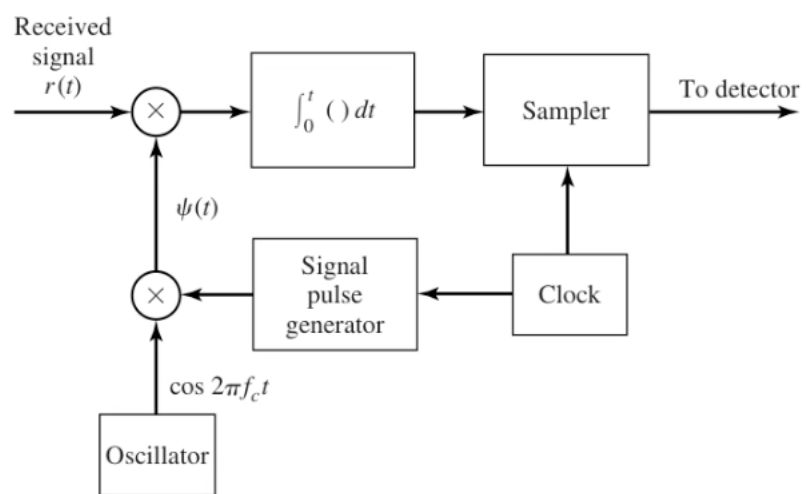 Received
signal
r(t)
×
∫₀ᵗ ( ) dt
Sampler
To detector
ψ(t)
×
Signal
pulse
generator
Clock
cos 2πf_c t
Oscillator